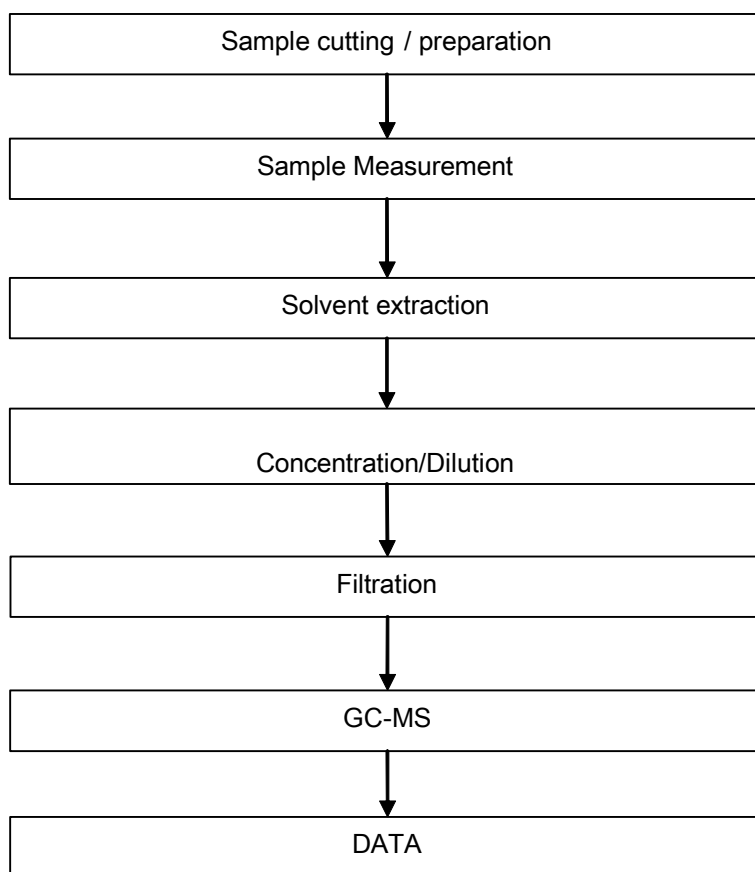 Sample cutting / preparation
Sample Measurement
Solvent extraction
Concentration/Dilution
Filtration
GC-MS
DATA